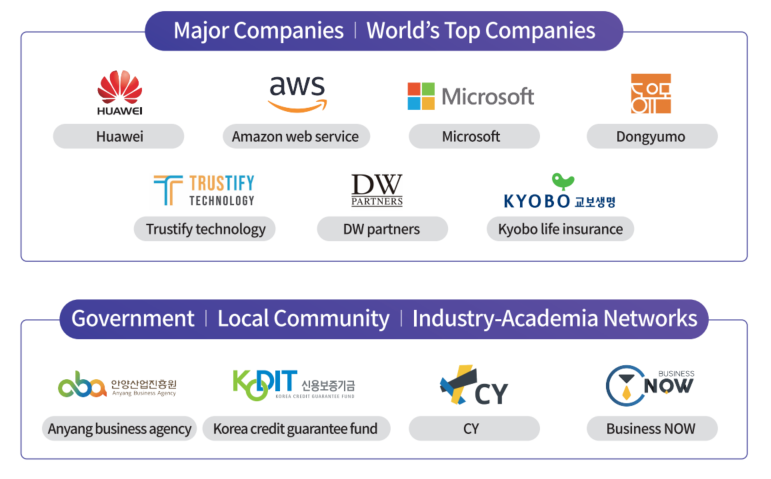 Major Companies | World's Top Companies
HUAWEI
aws
Microsoft
Huawei
Amazon web service
Microsoft
Dongyumo
TRUSTIFY
TECHNOLOGY
DW
PARTNERS
KYOBO 교보생명
Trustify technology
DW partners
Kyobo life insurance
Government | Local Community | Industry-Academia Networks
aba 안양산업진흥원
Anyang Business Agency
KODIT 신용보증기금
KOREA CREDIT GUARANTEE FUND
CY
BUSINESS
NOW
Anyang business agency
Korea credit guarantee fund
CY
Business NOW